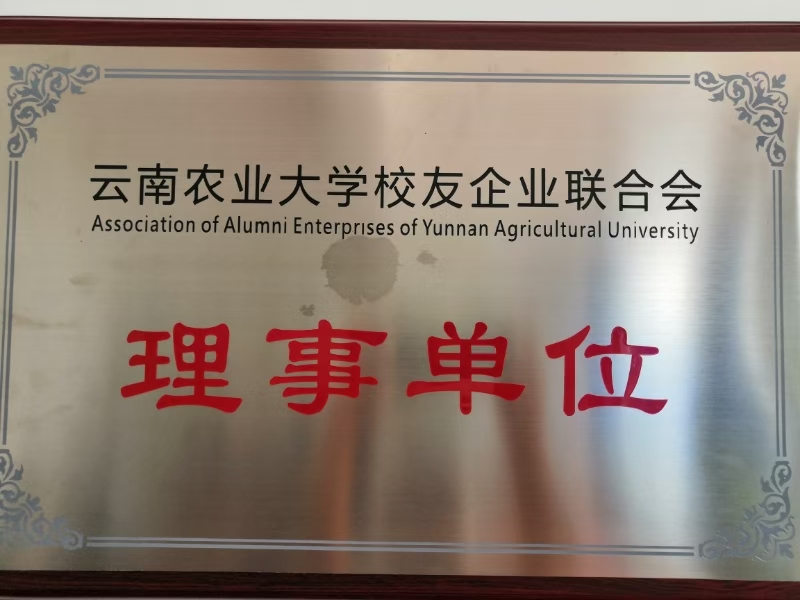 云南农业大学校友企业联合会
Association of Alumni Enterprises of Yunnan Agricultural University
理事单位